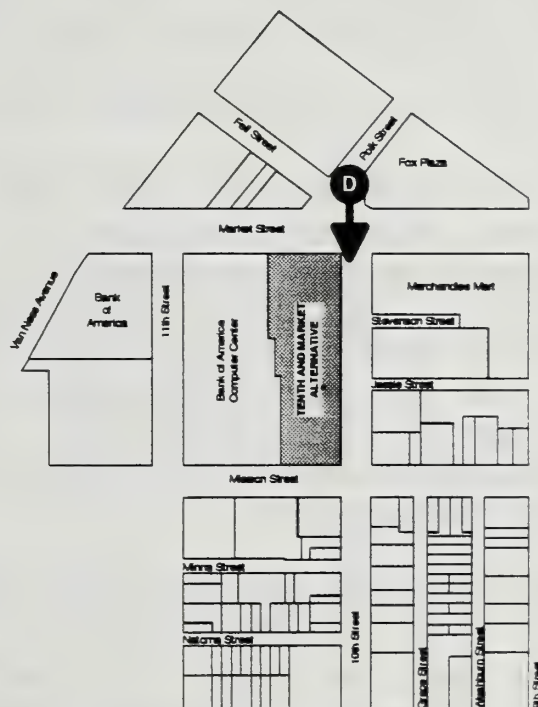 Fell Street
Polk Street
Fox Plaza
D
Market Street
Van Ness Avenue
Bank
of
America
11th Street
Bank of America
Computer Center
TENTH AND MARKET
ALTERNATIVE
Merchandise Mart
Stevenson Street
Jessie Street
Mission Street
Minna Street
Natoma Street
10th Street
Grace Street
Washburn Street
9th Street